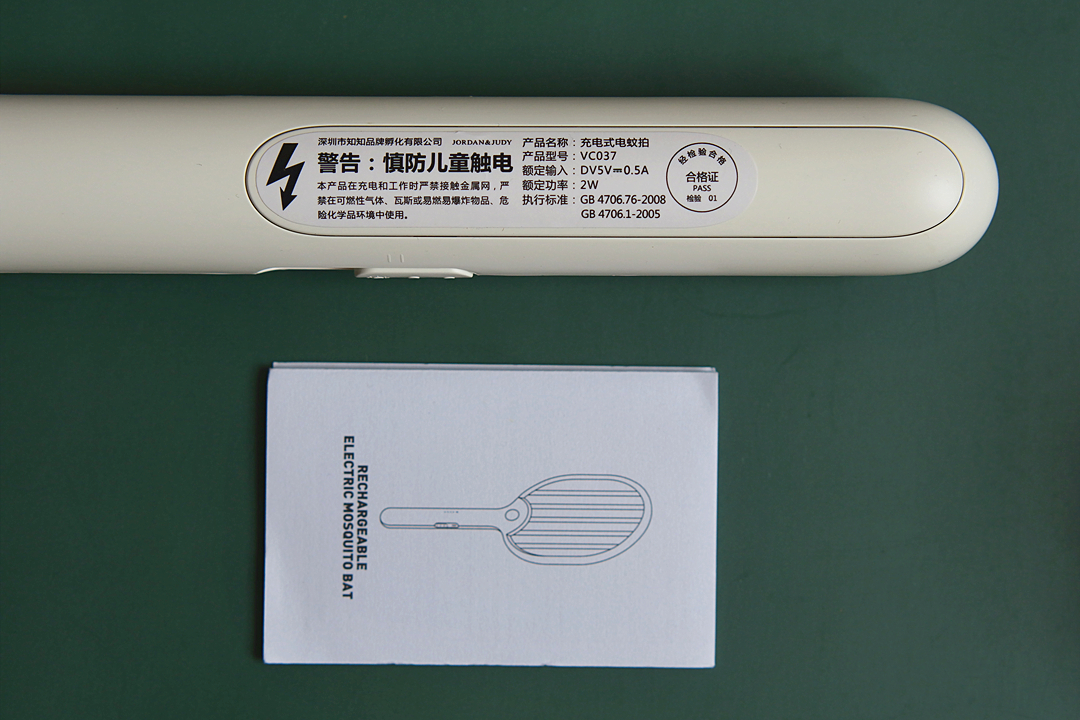 深圳市知知品牌孵化有限公司 JORDAN&JUDY
警告：慎防儿童触电
本产品在充电和工作时严禁接触金属网，严
禁在可燃性气体、瓦斯或易燃易爆炸物品、危
险化学品环境中使用。
产品名称：充电式电蚊拍
产品型号：VC037
额定输入：DV5V⎓0.5A
额定功率：2W
执行标准：GB 4706.76-2008
GB 4706.1-2005
经检验合格
合格证
PASS
检验 01
RECHARGEABLE
ELECTRIC MOSQUITO BAT